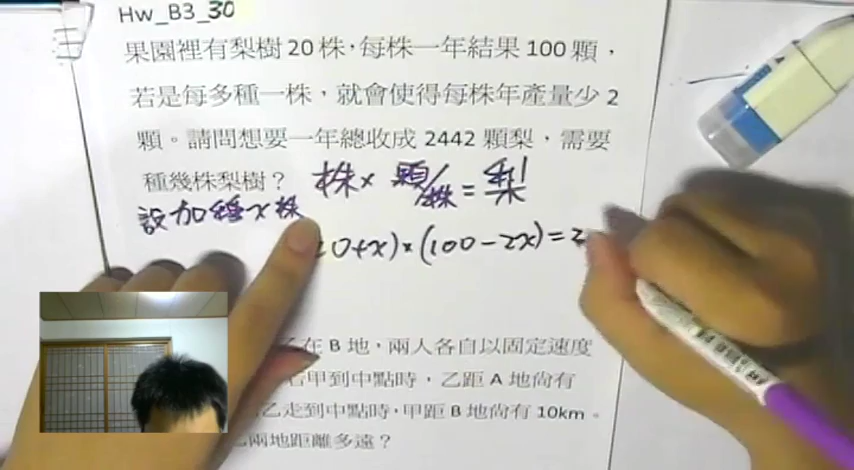 Hw_B3_30
果園裡有梨樹 20 株，每株一年結果 100 顆，
若是每多種一株，就會使得每株年產量少 2
顆。請問想要一年總收成 2442 顆梨，需要
種幾株梨樹？ 株× 顆/株 = 梨
設加種x株
0+x)×(100-2x)=2
在 B 地，兩人各自以固定速度
若甲到中點時，乙距 A 地尚有
乙走到中點時，甲距 B 地尚有 10km。
兩地距離多遠？